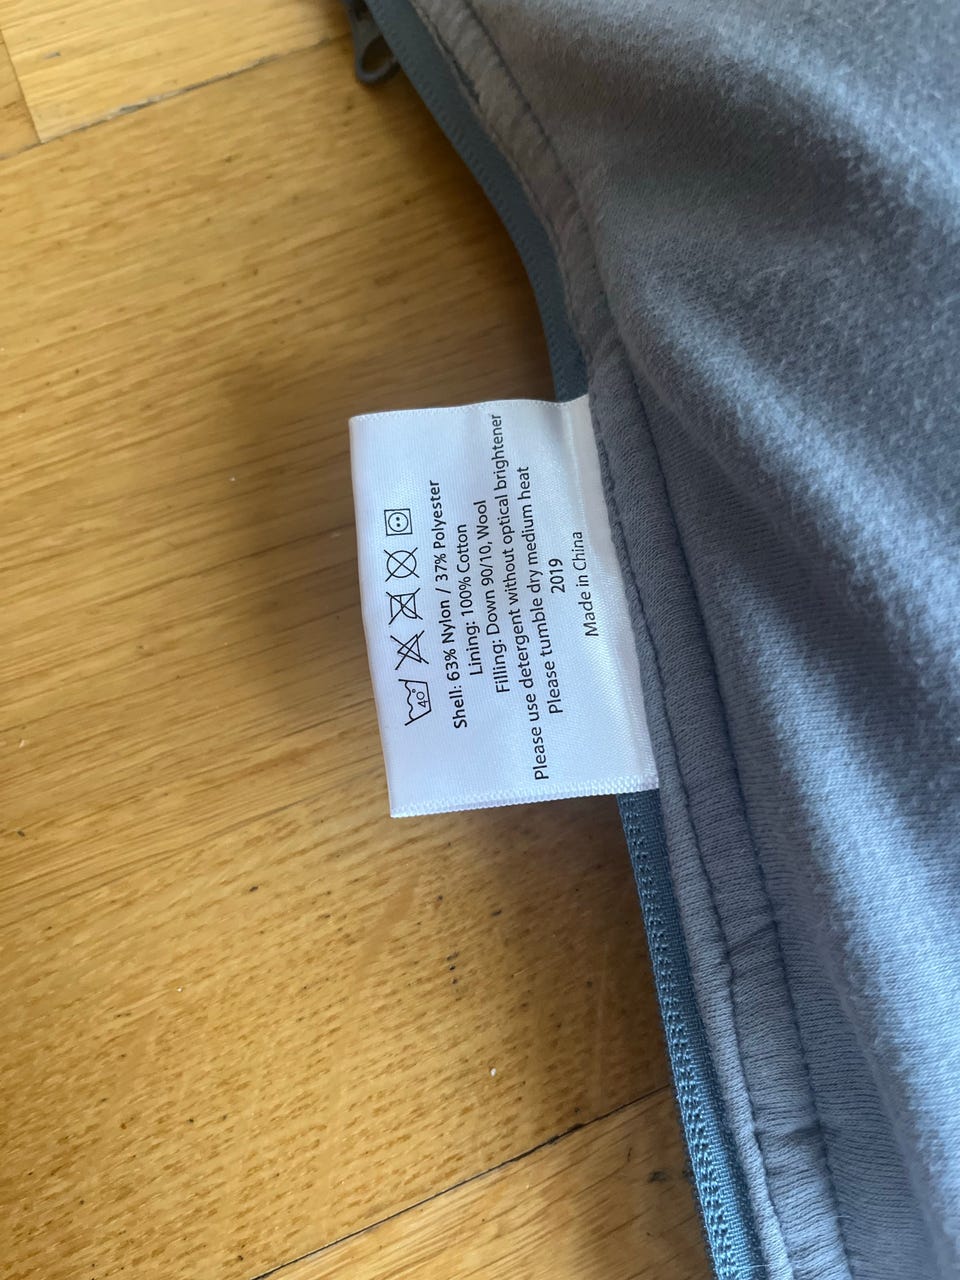 40
Shell: 63% Nylon / 37% Polyester
Lining: 100% Cotton
Filling: Down 90/10, Wool
Please use detergent without optical brightener
Please tumble dry medium heat
2019
Made in China